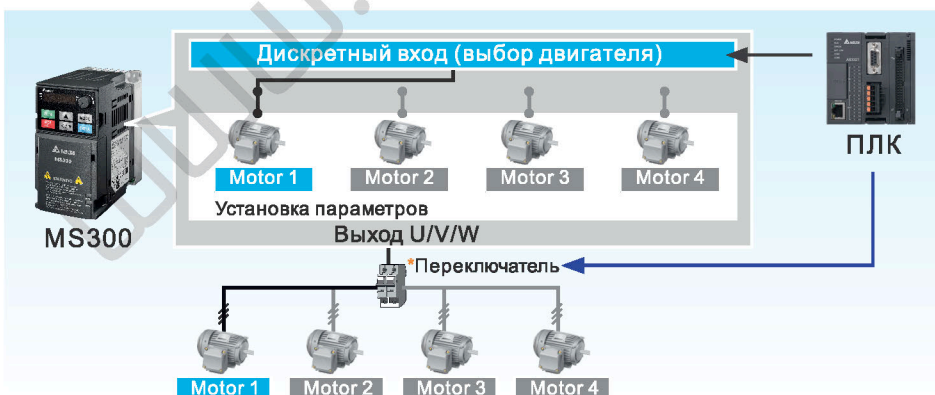 Дискретный вход (выбор двигателя)
ПЛК
Motor 1
Motor 2
Motor 3
Motor 4
Установка параметров
MS300
Выход U/V/W
*Переключатель
Motor 1
Motor 2
Motor 3
Motor 4